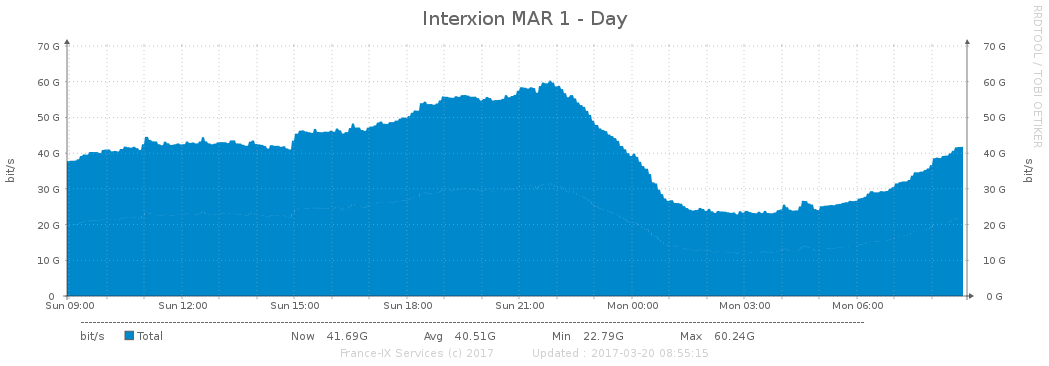 Interxion MAR 1 - Day
RRDTOOL / TOBI OETIKER
bit/s
bit/s
70 G 70 G
60 G 60 G
50 G 50 G
40 G 40 G
30 G 30 G
20 G 20 G
10 G 10 G
0 0 G
Sun 09:00 Sun 12:00 Sun 15:00 Sun 18:00 Sun 21:00 Mon 00:00 Mon 03:00 Mon 06:00
bit/s Total Now 41.69G Avg 40.51G Min 22.79G Max 60.24G
France-IX Services (c) 2017 Updated : 2017-03-20 08:55:15